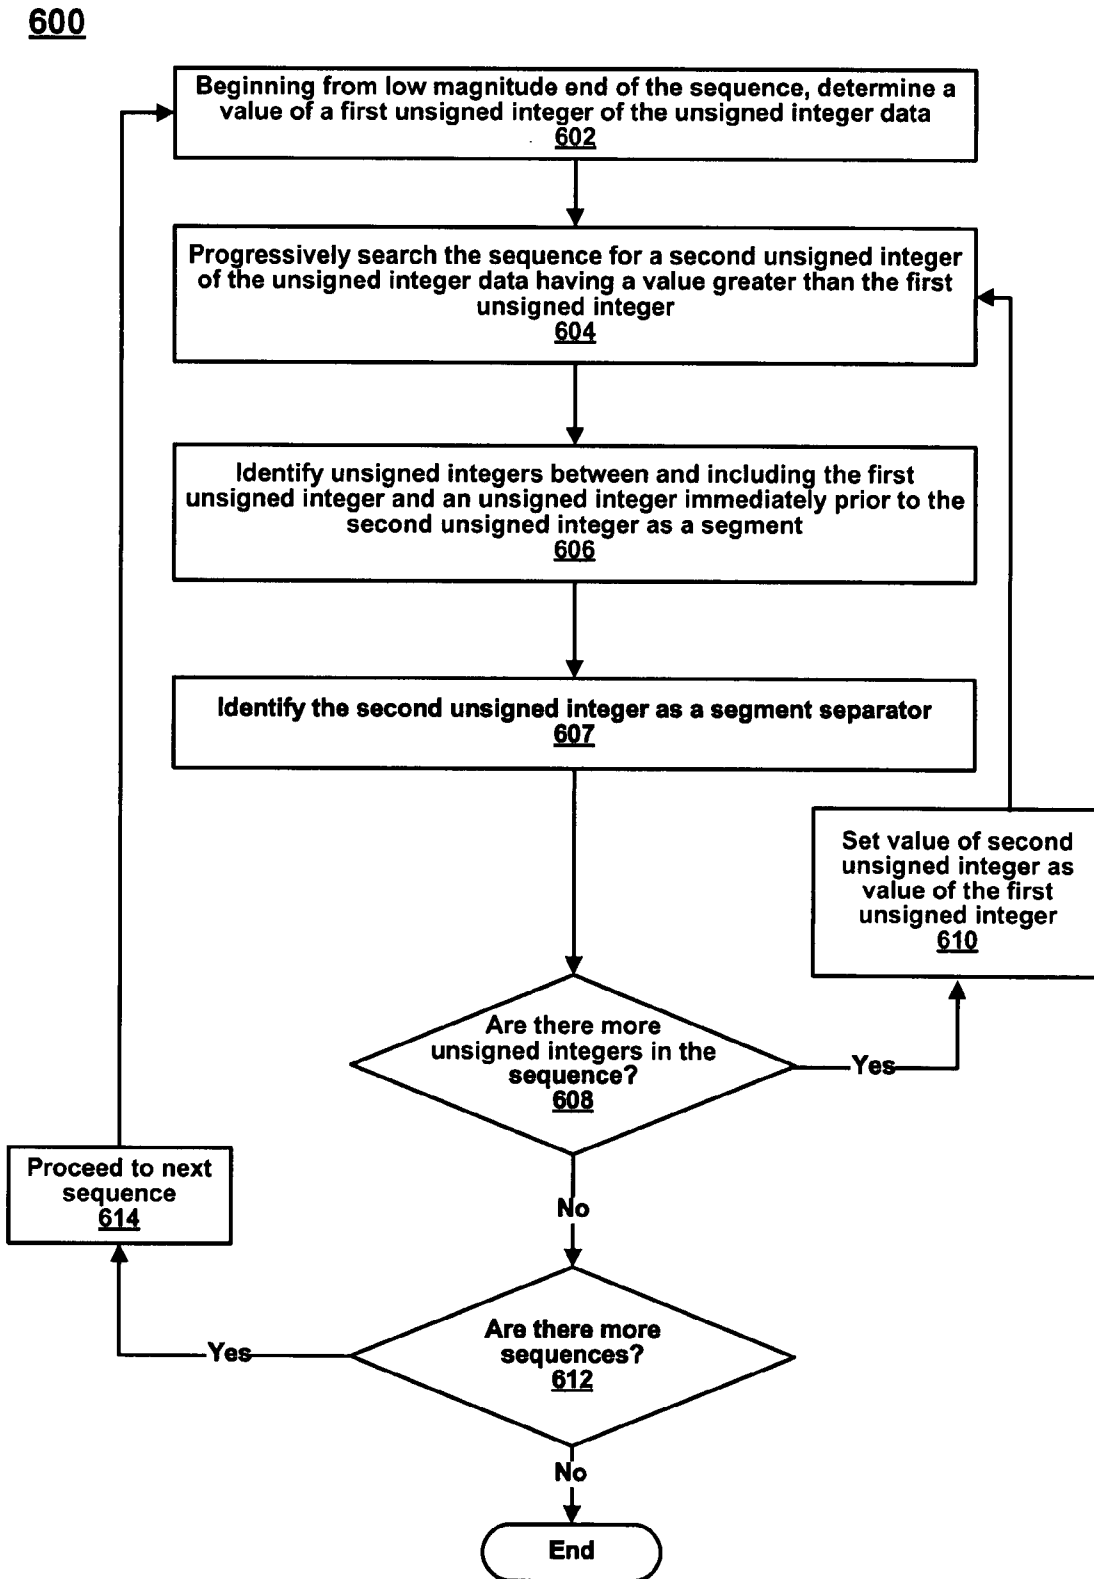 600
Beginning from low magnitude end of the sequence, determine a
value of a first unsigned integer of the unsigned integer data
602
Progressively search the sequence for a second unsigned integer
of the unsigned integer data having a value greater than the first
unsigned integer
604
Identify unsigned integers between and including the first
unsigned integer and an unsigned integer immediately prior to the
second unsigned integer as a segment
606
Identify the second unsigned integer as a segment separator
607
Set value of second
unsigned integer as
value of the first
unsigned integer
610
Are there more
unsigned integers in the
sequence?
608
Yes
No
Proceed to next
sequence
614
Are there more
sequences?
612
Yes
No
End